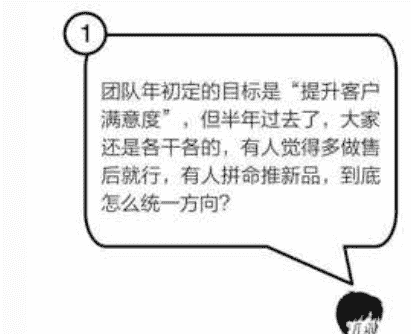 1
团队年初定的目标是“提升客户
满意度”，但半年过去了，大家
还是各干各的，有人觉得多做售
后就行，有人拼命推新品，到底
怎么统一方向？